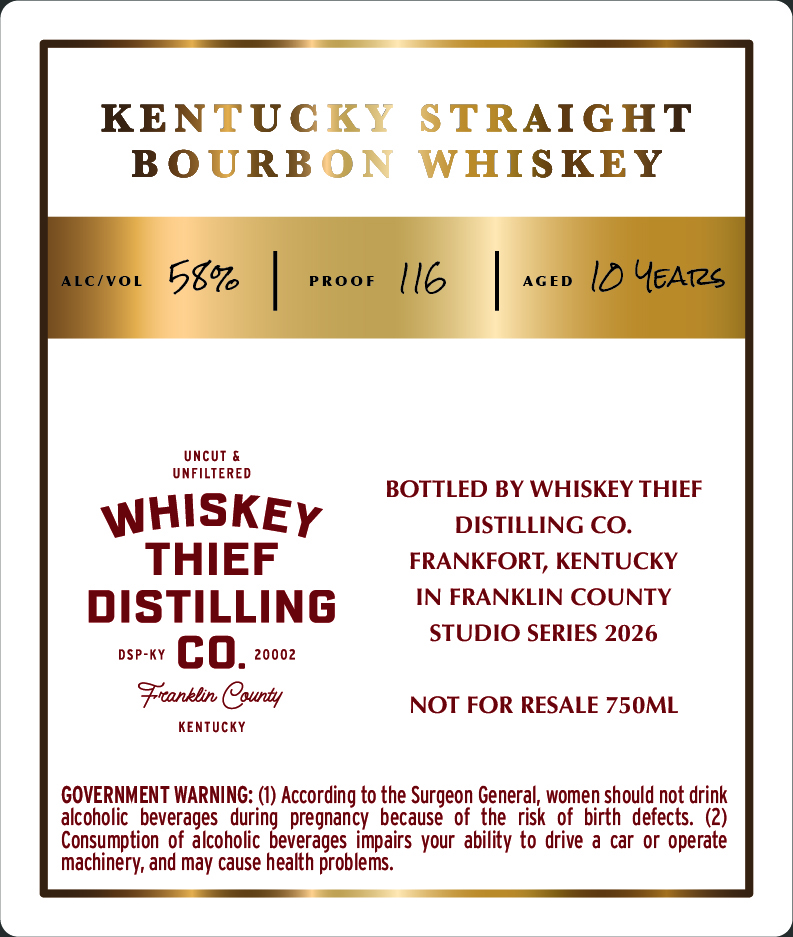 KENTUCKY STRAIGHT
BOURBON WHISKEY
ALC/VOL 58% | PROOF 116 | AGED 10 YEARS
UNCUT &
UNFILTERED
WHISKEY
THIEF
DISTILLING
DSP-KY CO. 20002
Franklin County
KENTUCKY
BOTTLED BY WHISKEY THIEF
DISTILLING CO.
FRANKFORT, KENTUCKY
IN FRANKLIN COUNTY
STUDIO SERIES 2026
NOT FOR RESALE 750ML
GOVERNMENT WARNING: (1) According to the Surgeon General, women should not drink
alcoholic beverages during pregnancy because of the risk of birth defects. (2)
Consumption of alcoholic beverages impairs your ability to drive a car or operate
machinery, and may cause health problems.